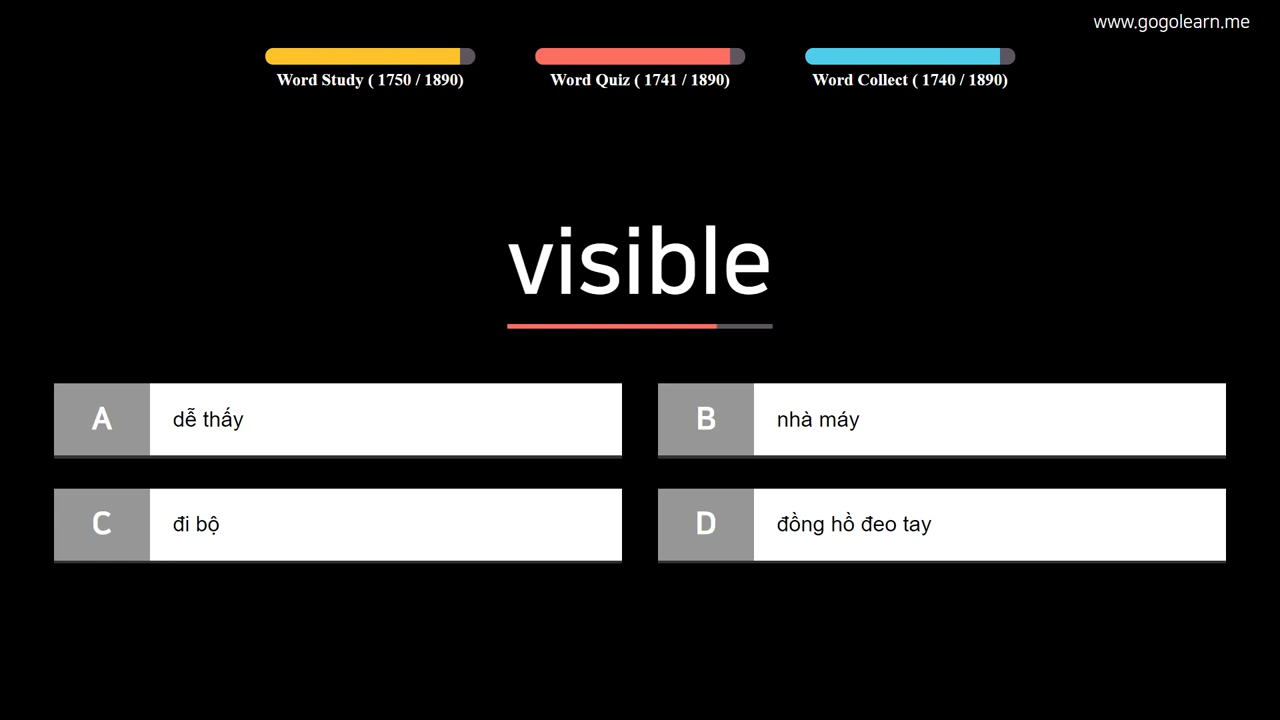 www.gogolearn.me
Word Study ( 1750 / 1890)
Word Quiz ( 1741 / 1890)
Word Collect ( 1740 / 1890)
visible
A
dễ thấy
B
nhà máy
C
đi bộ
D
đồng hồ đeo tay